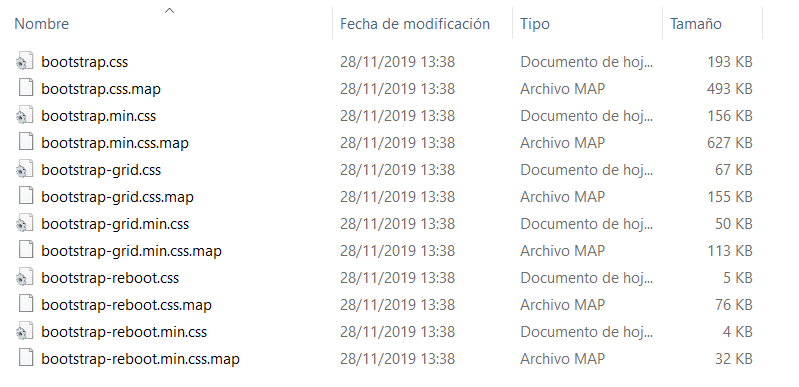 Nombre Fecha de modificación Tipo Tamaño
bootstrap.css 28/11/2019 13:38 Documento de hoj... 193 KB
bootstrap.css.map 28/11/2019 13:38 Archivo MAP 493 KB
bootstrap.min.css 28/11/2019 13:38 Documento de hoj... 156 KB
bootstrap.min.css.map 28/11/2019 13:38 Archivo MAP 627 KB
bootstrap-grid.css 28/11/2019 13:38 Documento de hoj... 67 KB
bootstrap-grid.css.map 28/11/2019 13:38 Archivo MAP 155 KB
bootstrap-grid.min.css 28/11/2019 13:38 Documento de hoj... 50 KB
bootstrap-grid.min.css.map 28/11/2019 13:38 Archivo MAP 113 KB
bootstrap-reboot.css 28/11/2019 13:38 Documento de hoj... 5 KB
bootstrap-reboot.css.map 28/11/2019 13:38 Archivo MAP 76 KB
bootstrap-reboot.min.css 28/11/2019 13:38 Documento de hoj... 4 KB
bootstrap-reboot.min.css.map 28/11/2019 13:38 Archivo MAP 32 KB